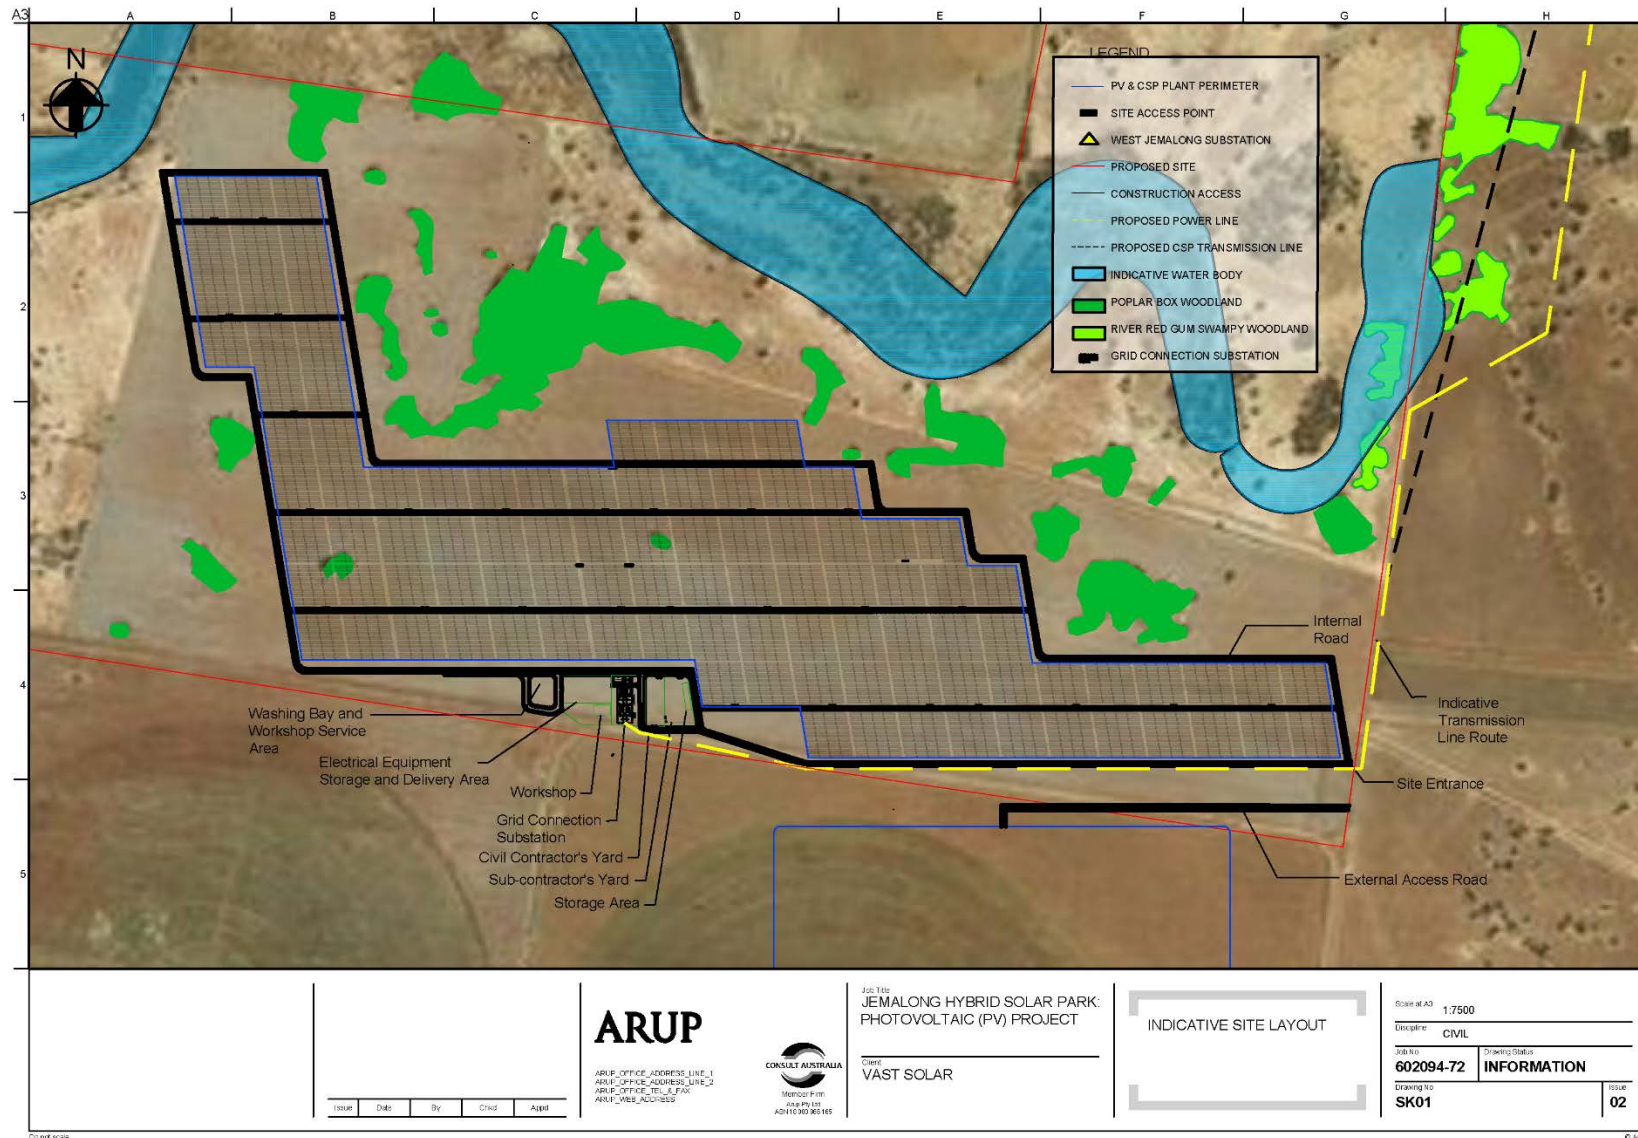 A3
A B C D E F G H
N
1
2
3
4
5
LEGEND
PV & CSP PLANT PERIMETER
SITE ACCESS POINT
WEST JEMALONG SUBSTATION
PROPOSED SITE
CONSTRUCTION ACCESS
PROPOSED POWER LINE
PROPOSED CSP TRANSMISSION LINE
INDICATIVE WATER BODY
POPLAR BOX WOODLAND
RIVER RED GUM SWAMPY WOODLAND
GRID CONNECTION SUBSTATION
Internal
Road
Indicative
Transmission
Line Route
Site Entrance
External Access Road
Washing Bay and
Workshop Service
Area
Electrical Equipment
Storage and Delivery Area
Workshop
Grid Connection
Substation
Civil Contractor's Yard
Sub-contractor's Yard
Storage Area
Issue Date By Chkd Appd
ARUP
ARUP_OFFICE_ADDRESS_LINE_1
ARUP_OFFICE_ADDRESS_LINE_2
ARUP_OFFICE_TEL_&_FAX
ARUP_WEB_ADDRESS
CONSULT AUSTRALIA
Member Firm
Arup Pty Ltd
Job Title
JEMALONG HYBRID SOLAR PARK:
PHOTOVOLTAIC (PV) PROJECT
Client
VAST SOLAR
INDICATIVE SITE LAYOUT
Scale at A3 1:7500
Discipline CIVIL
Job No
602094-72
Drawing Status
INFORMATION
Drawing No
SK01
Issue
02
Do not scale